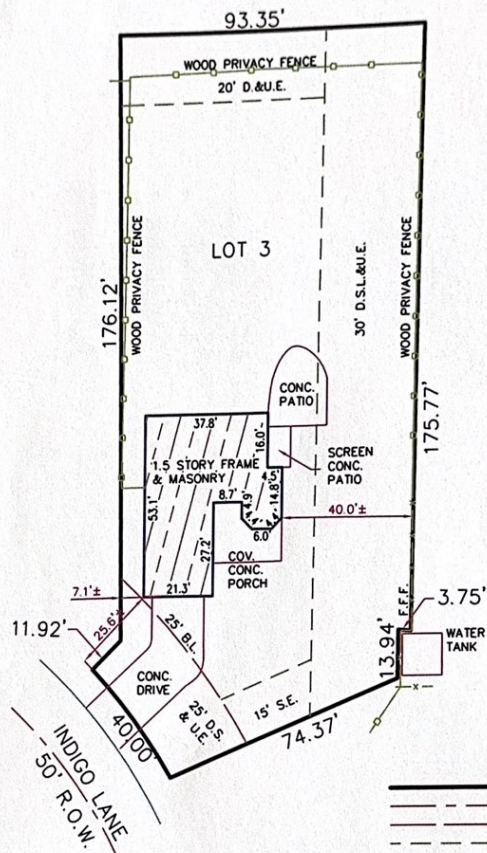 93.35'
WOOD PRIVACY FENCE
20' D.&U.E.
LOT 3
WOOD PRIVACY FENCE
176.12'
30' D.S.L.&U.E.
WOOD PRIVACY FENCE
175.77'
CONC.
PATIO
37.8'
16.0'
SCREEN
CONC.
PATIO
1.5 STORY FRAME
& MASONRY
4.5'
14.8'
8.7'
4.9'
6.0'
53.1'
27.2'
40.0'±
COV.
CONC.
PORCH
21.3'
7.1'±
25.6'±
25' B.L.
11.92'
F.F.F.
3.75'
13.94'
WATER
TANK
CONC.
DRIVE
25' D.S.
& U.E.
15' S.E.
74.37'
40.00'
INDIGO LANE
50' R.O.W.